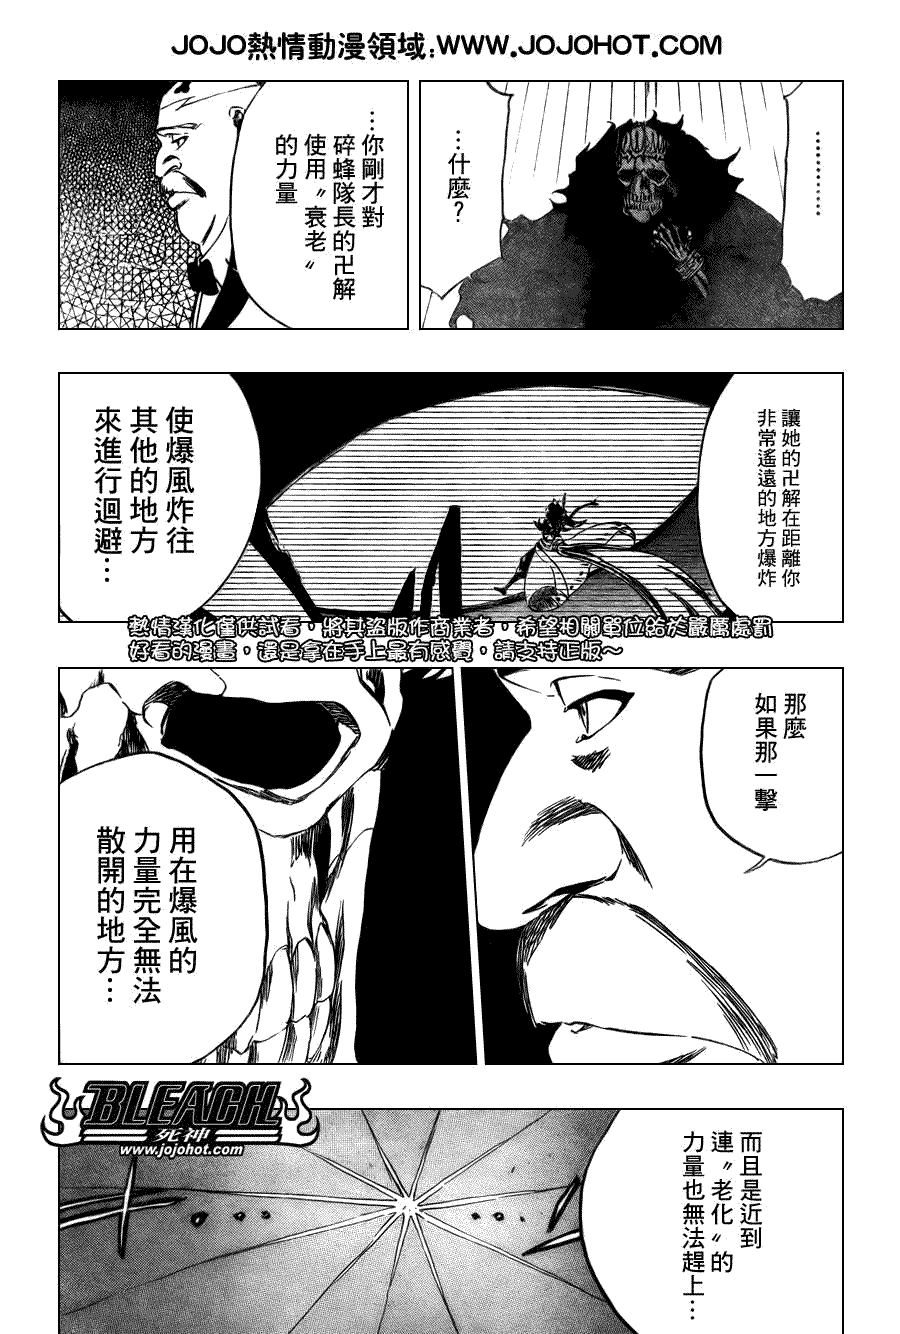 JOJO熱情動漫領域:WWW.JOJOHOT.COM
…………
…什麼?
…你剛才對
碎蜂隊長的卍解
使用〝衰老〞
的力量
讓她的卍解在距離你
非常遙遠的地方爆炸
使爆風炸往
其他的地方
來進行迴避…
熱情漢化僅供試看，將其盜版作商業者，希望相關單位給於嚴厲處罰
好看的漫畫，還是拿在手上最有感覺，請支持正版～
那麼
如果那一擊
用在爆風的
力量完全無法
散開的地方…
BLEACH
死神
www.jojohot.com
而且是近到
連〝老化〞的
力量也無法趕上…